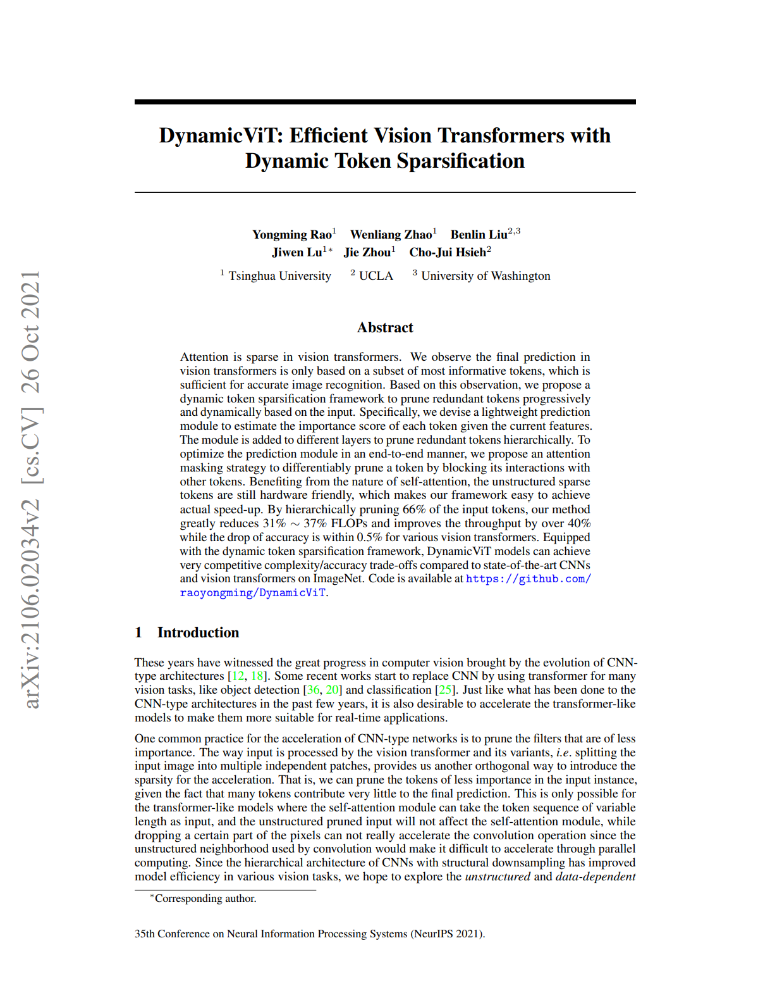 arXiv:2106.02034v2 [cs.CV] 26 Oct 2021
DynamicViT: Efficient Vision Transformers with
Dynamic Token Sparsification
Yongming Rao¹ Wenliang Zhao¹ Benlin Liu²,³
Jiwen Lu¹* Jie Zhou¹ Cho-Jui Hsieh²
¹ Tsinghua University ² UCLA ³ University of Washington
Abstract
Attention is sparse in vision transformers. We observe the final prediction in
vision transformers is only based on a subset of most informative tokens, which is
sufficient for accurate image recognition. Based on this observation, we propose a
dynamic token sparsification framework to prune redundant tokens progressively
and dynamically based on the input. Specifically, we devise a lightweight prediction
module to estimate the importance score of each token given the current features.
The module is added to different layers to prune redundant tokens hierarchically. To
optimize the prediction module in an end-to-end manner, we propose an attention
masking strategy to differentiably prune a token by blocking its interactions with
other tokens. Benefiting from the nature of self-attention, the unstructured sparse
tokens are still hardware friendly, which makes our framework easy to achieve
actual speed-up. By hierarchically pruning 66% of the input tokens, our method
greatly reduces 31% ∼ 37% FLOPs and improves the throughput by over 40%
while the drop of accuracy is within 0.5% for various vision transformers. Equipped
with the dynamic token sparsification framework, DynamicViT models can achieve
very competitive complexity/accuracy trade-offs compared to state-of-the-art CNNs
and vision transformers on ImageNet. Code is available at https://github.com/
raoyongming/DynamicViT.
1 Introduction
These years have witnessed the great progress in computer vision brought by the evolution of CNN-
type architectures [12, 18]. Some recent works start to replace CNN by using transformer for many
vision tasks, like object detection [36, 20] and classification [25]. Just like what has been done to the
CNN-type architectures in the past few years, it is also desirable to accelerate the transformer-like
models to make them more suitable for real-time applications.
One common practice for the acceleration of CNN-type networks is to prune the filters that are of less
importance. The way input is processed by the vision transformer and its variants, i.e. splitting the
input image into multiple independent patches, provides us another orthogonal way to introduce the
sparsity for the acceleration. That is, we can prune the tokens of less importance in the input instance,
given the fact that many tokens contribute very little to the final prediction. This is only possible for
the transformer-like models where the self-attention module can take the token sequence of variable
length as input, and the unstructured pruned input will not affect the self-attention module, while
dropping a certain part of the pixels can not really accelerate the convolution operation since the
unstructured neighborhood used by convolution would make it difficult to accelerate through parallel
computing. Since the hierarchical architecture of CNNs with structural downsampling has improved
model efficiency in various vision tasks, we hope to explore the unstructured and data-dependent
*Corresponding author.
35th Conference on Neural Information Processing Systems (NeurIPS 2021).